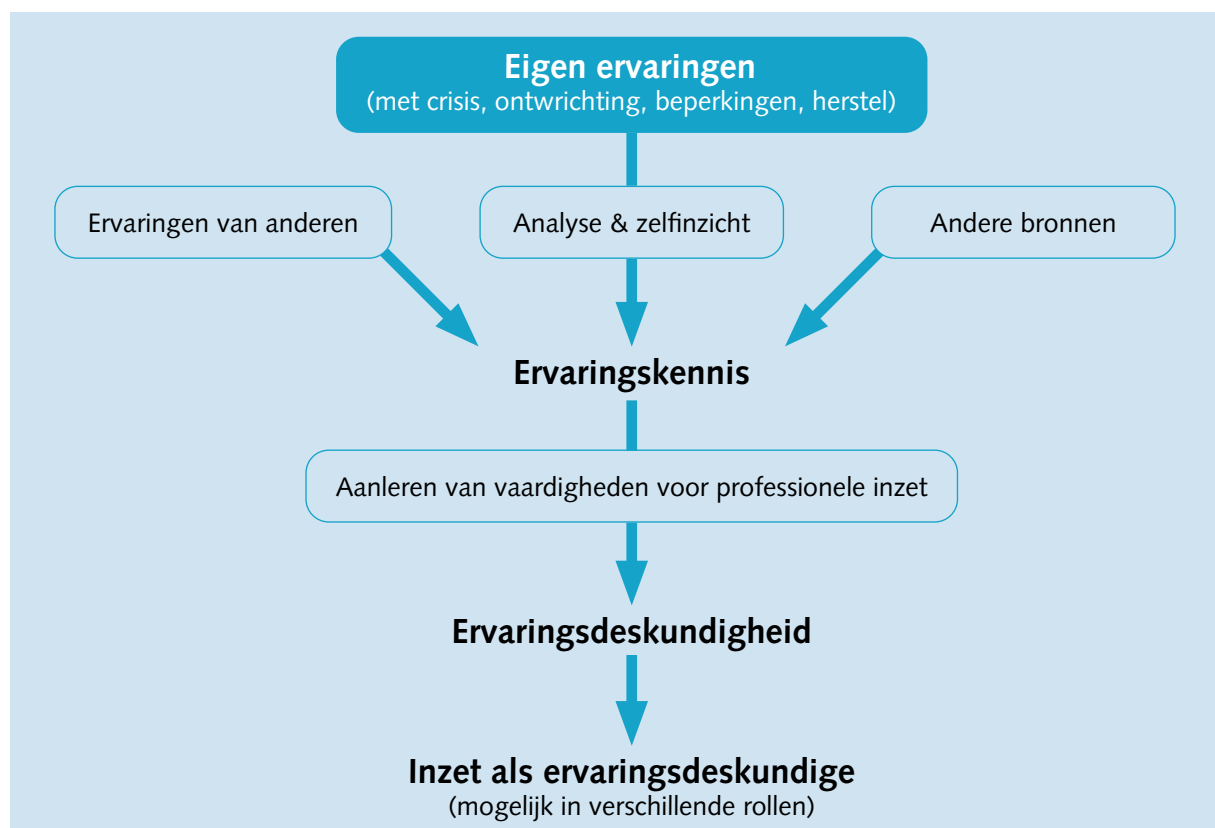 Eigen ervaringen
(met crisis, ontwrichting, beperkingen, herstel)
Ervaringen van anderen
Analyse & zelfinzicht
Andere bronnen
Ervaringskennis
Aanleren van vaardigheden voor professionele inzet
Ervaringsdeskundigheid
Inzet als ervaringsdeskundige
(mogelijk in verschillende rollen)